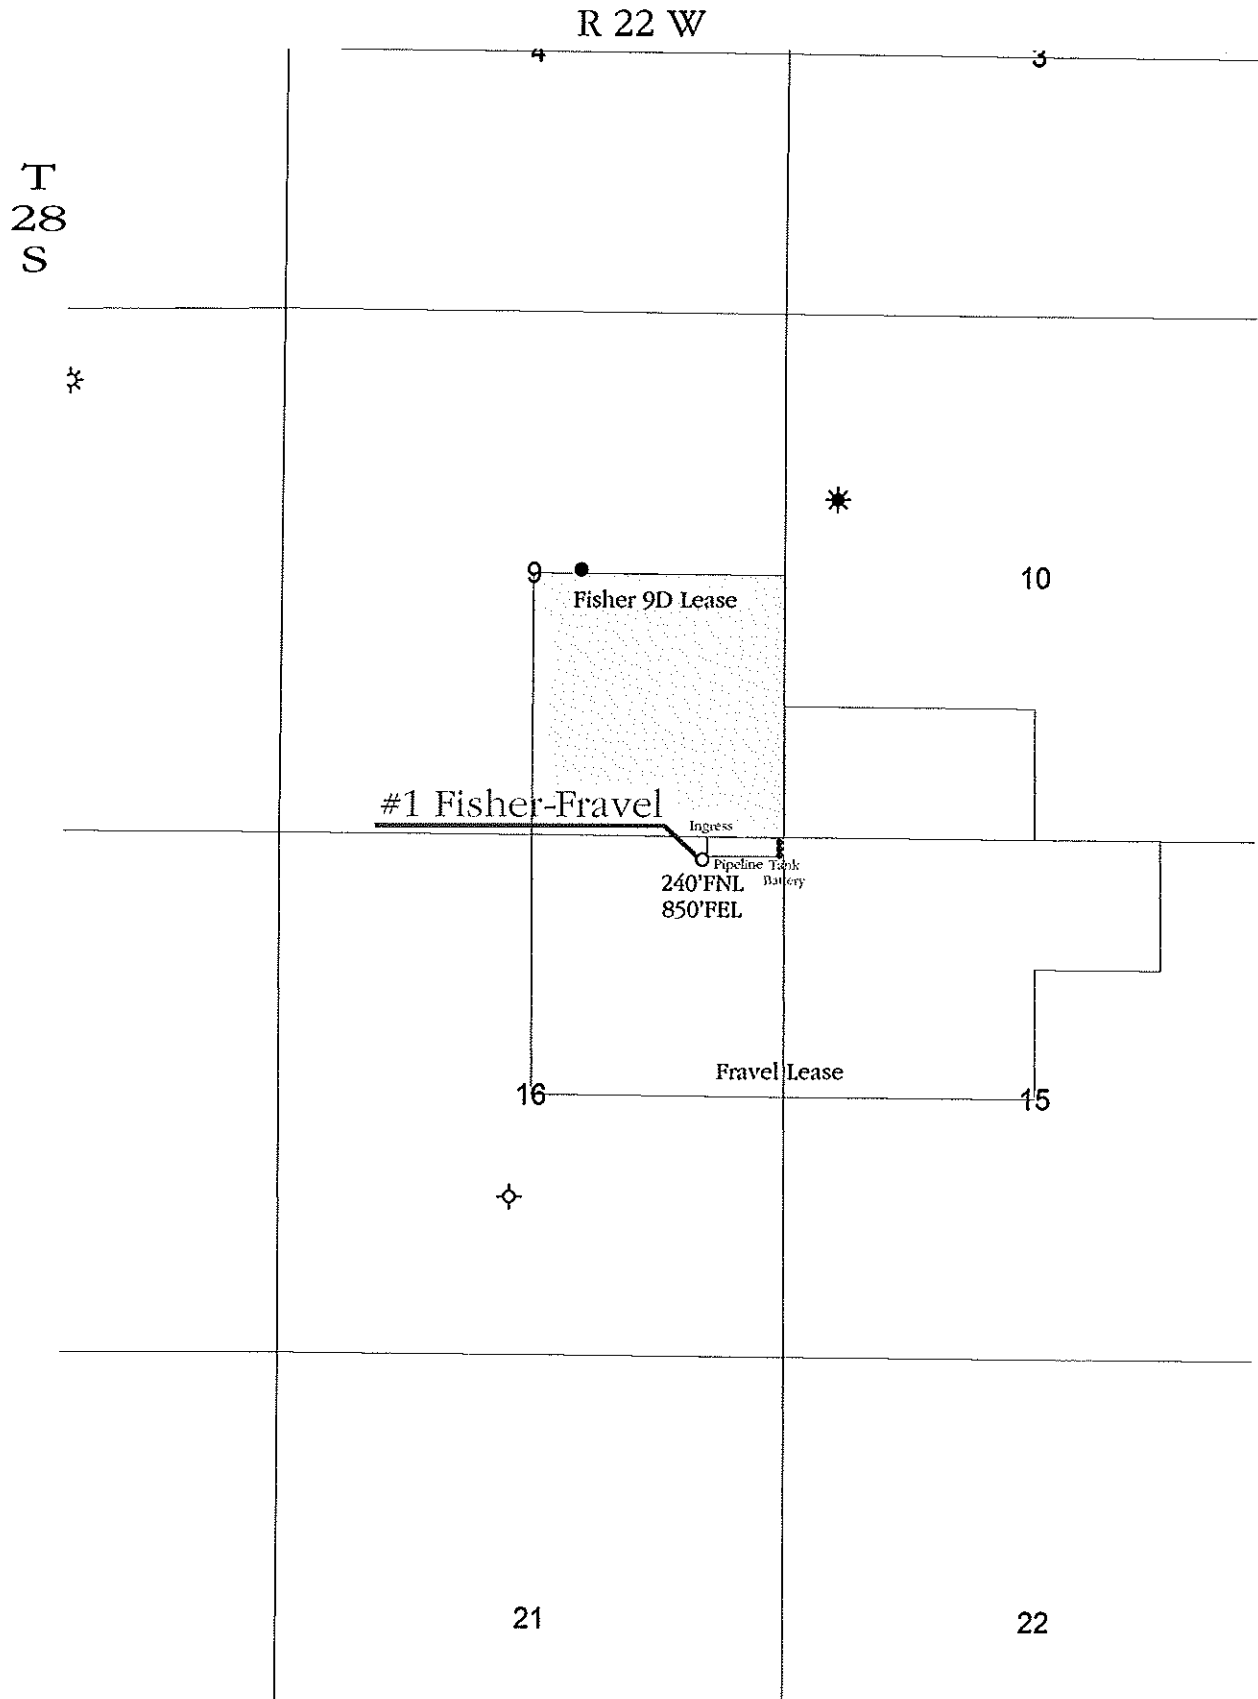 R 22 W
4
3
T
28
S
9
10
Fisher 9D Lease
#1 Fisher-Fravel
Ingress
Pipeline Tank
Battery
240'FNL
850'FEL
Fravel Lease
16
15
21
22